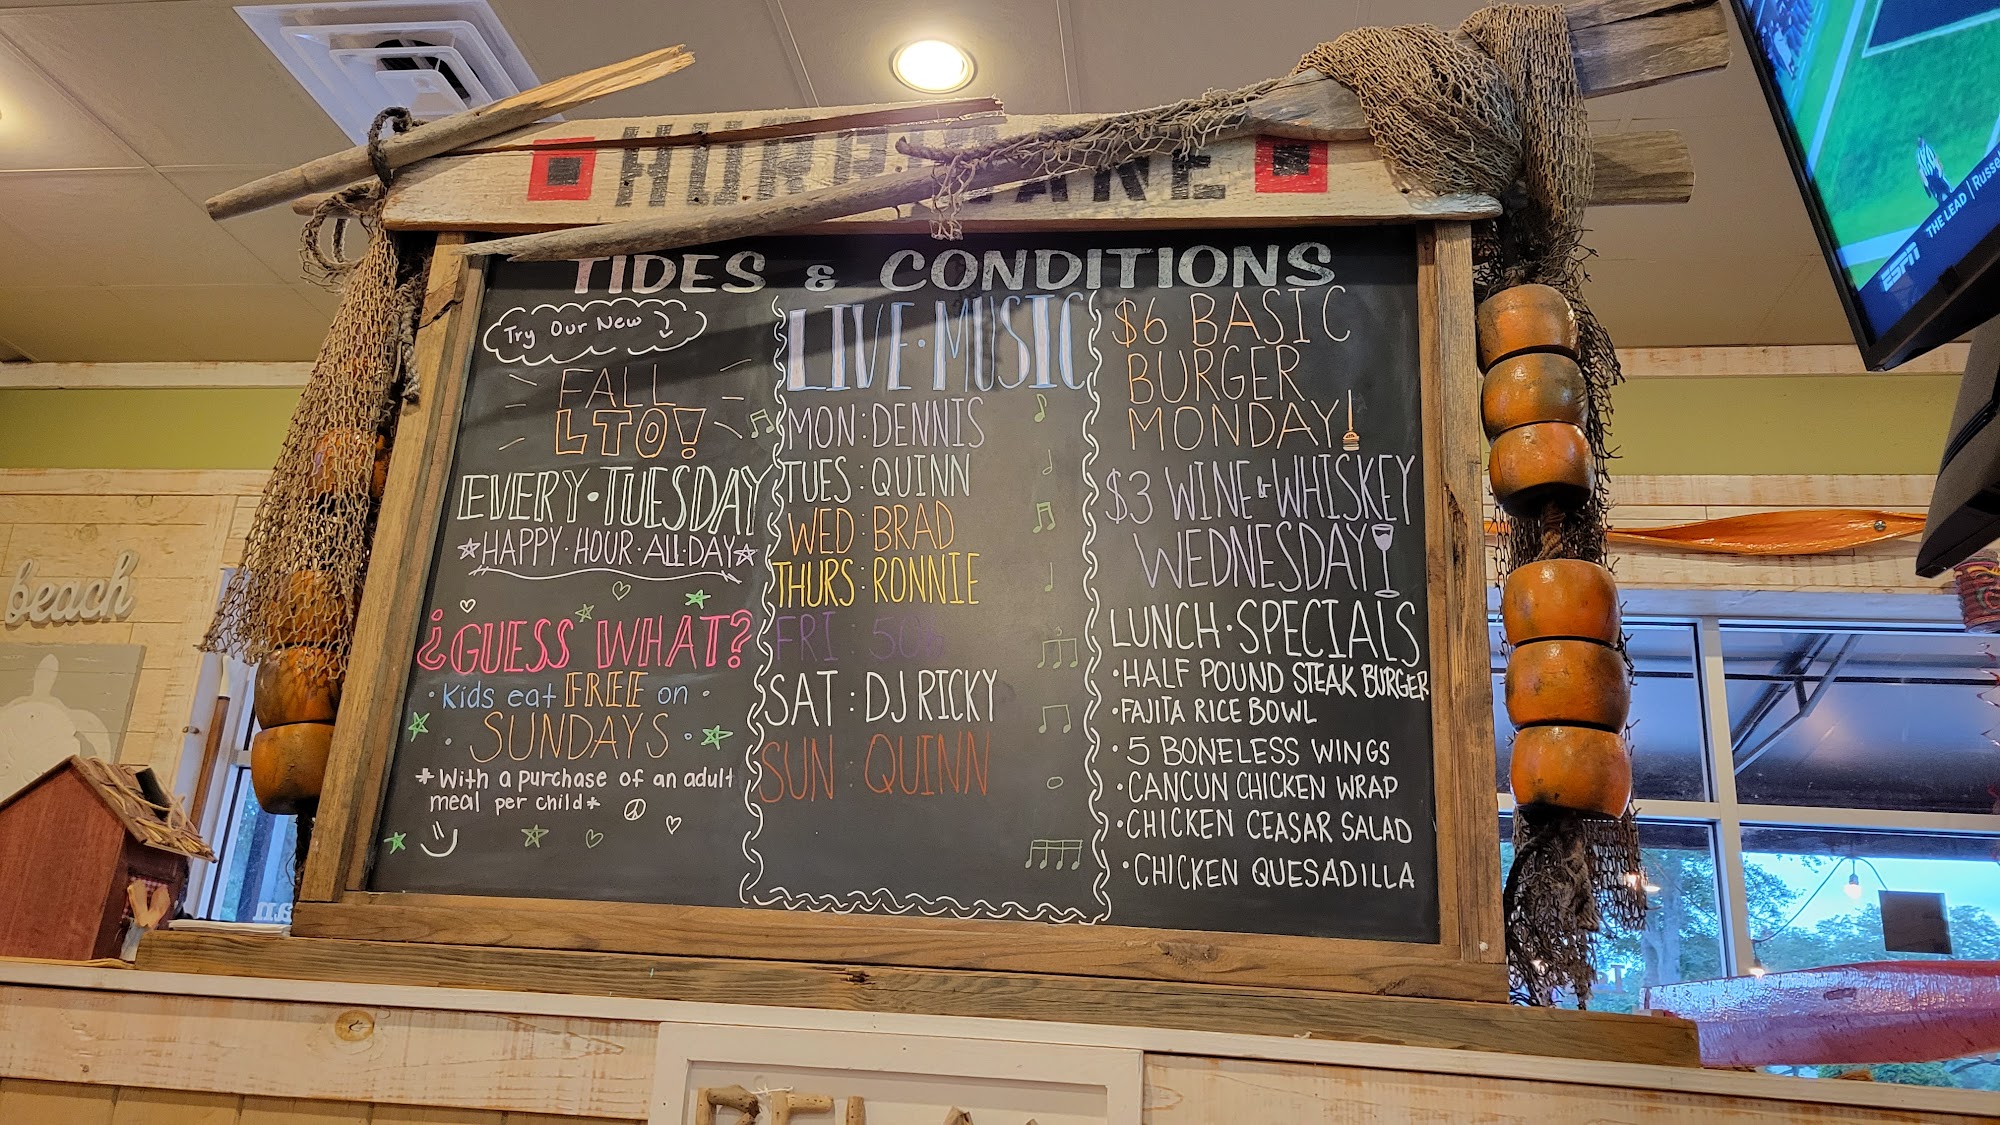 HURRICANE
TIDES & CONDITIONS
Try Our New
FALL
LTO!
EVERY·TUESDAY
HAPPY·HOUR·ALL·DAY
¿GUESS WHAT?
·Kids eat FREE on·
·SUNDAYS·
*With a purchase of an adult
meal per child*
LIVE·MUSIC
MON:DENNIS
TUES:QUINN
WED:BRAD
THURS:RONNIE
FRI:
SAT:DJ RICKY
SUN QUINN
$6 BASIC
BURGER
MONDAY!
$3 WINE & WHISKEY
WEDNESDAY
LUNCH·SPECIALS
·HALF POUND STEAK BURGER
·FAJITA RICE BOWL
·5 BONELESS WINGS
·CANCUN CHICKEN WRAP
·CHICKEN CEASAR SALAD
·CHICKEN QUESADILLA
beach
ESPN
THE LEAD | Russe